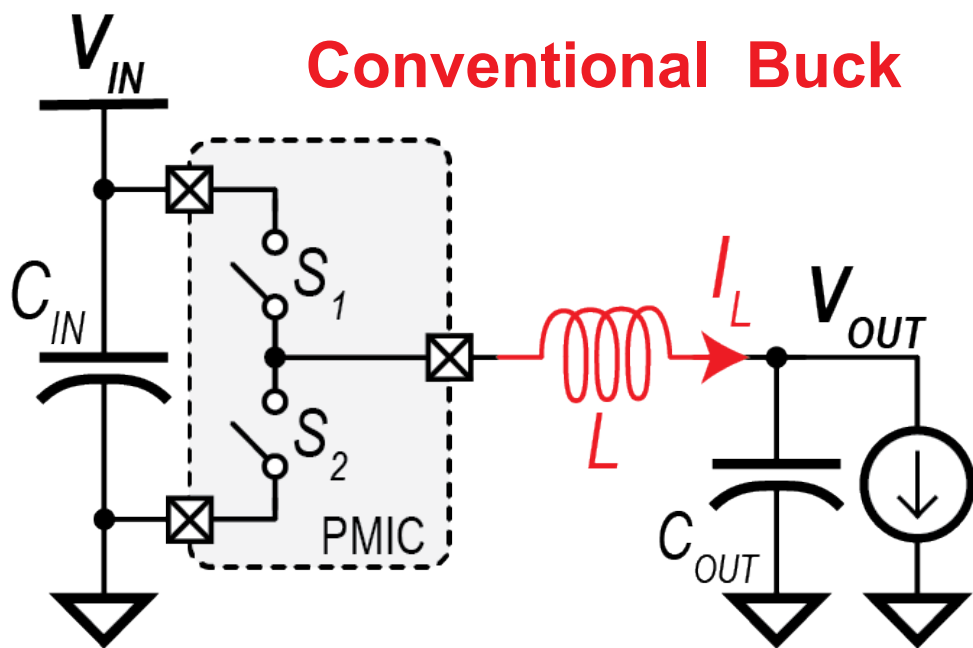 V_IN
Conventional Buck
C_IN
S_1
S_2
PMIC
L
I_L
V_OUT
C_OUT